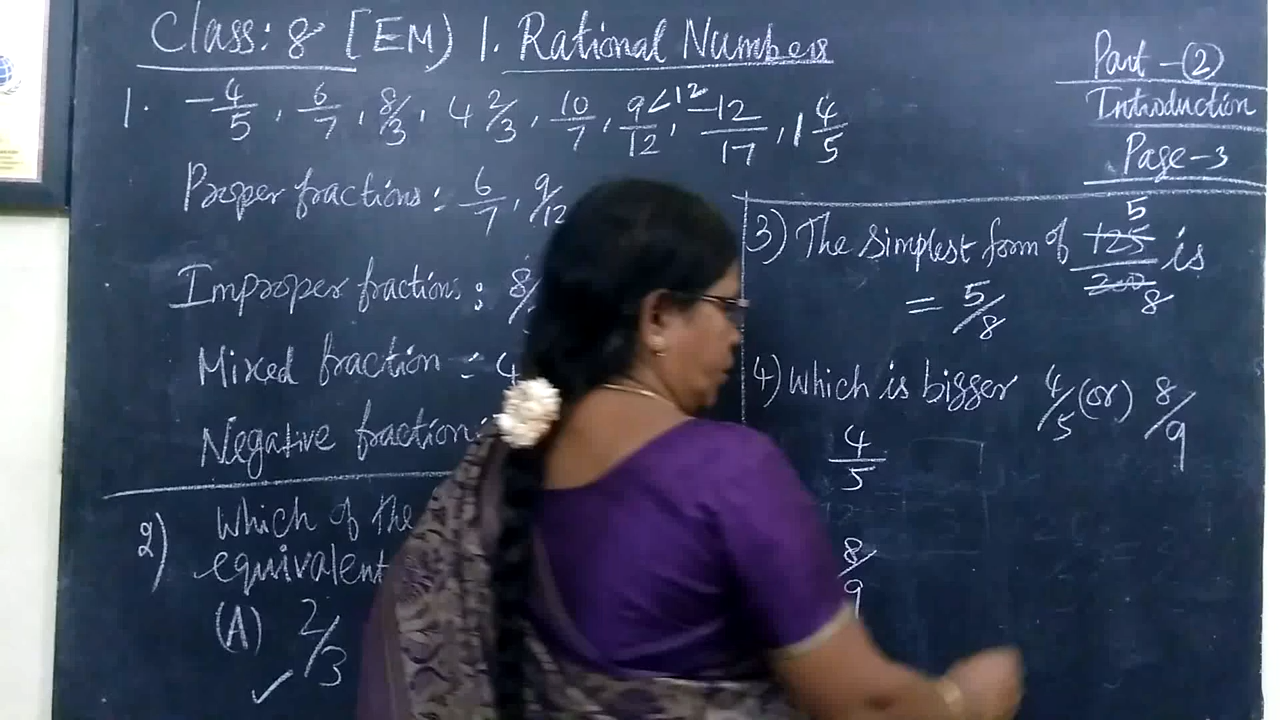 Class: 8 [EM) 1. Rational Numbers
Part -(2)
Introduction
Page-3
1. -4/5, 6/7, 8/3, 4 2/3, 10/7, 9<12/12, -12/17, 1 4/5
Proper fractions: 6/7, 9/12
Improper fractions: 8/
Mixed fraction: 4
Negative fraction:
2) which of the
equivalent
(A) 2/3
✓
3) The simplest form of 125/200 is
5
8
= 5/8
4) Which is bigger 4/5 (or) 8/9
4/5
8/9